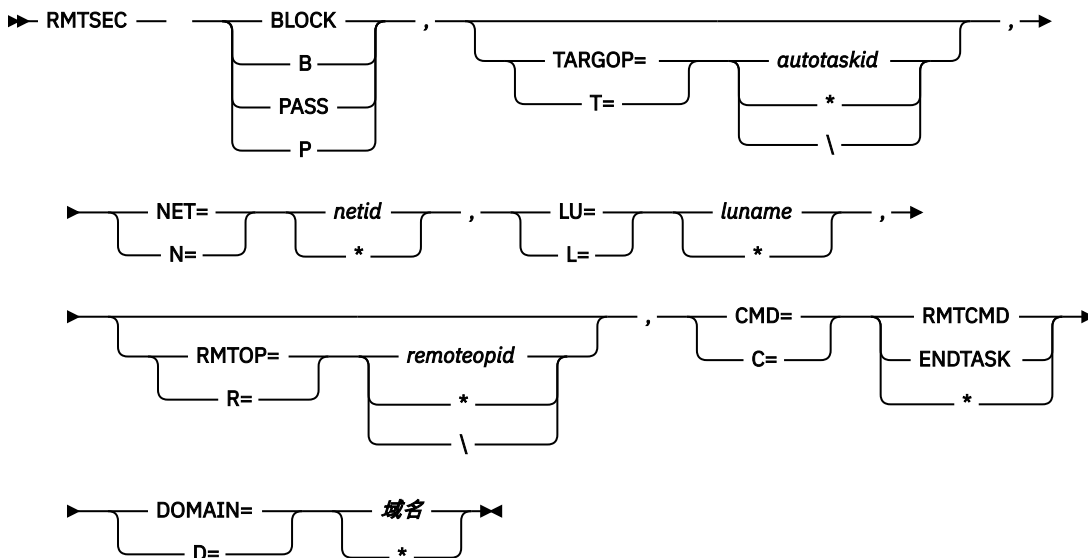 RMTSEC BLOCK , ,
B TARGOP= autotaskid
PASS T= *
P \
NET= netid , LU= luname ,
N= * L= *
, CMD= RMTCMD
RMTOP= remoteopid C= ENDTASK
R= * *
\
DOMAIN= 域名
D= *